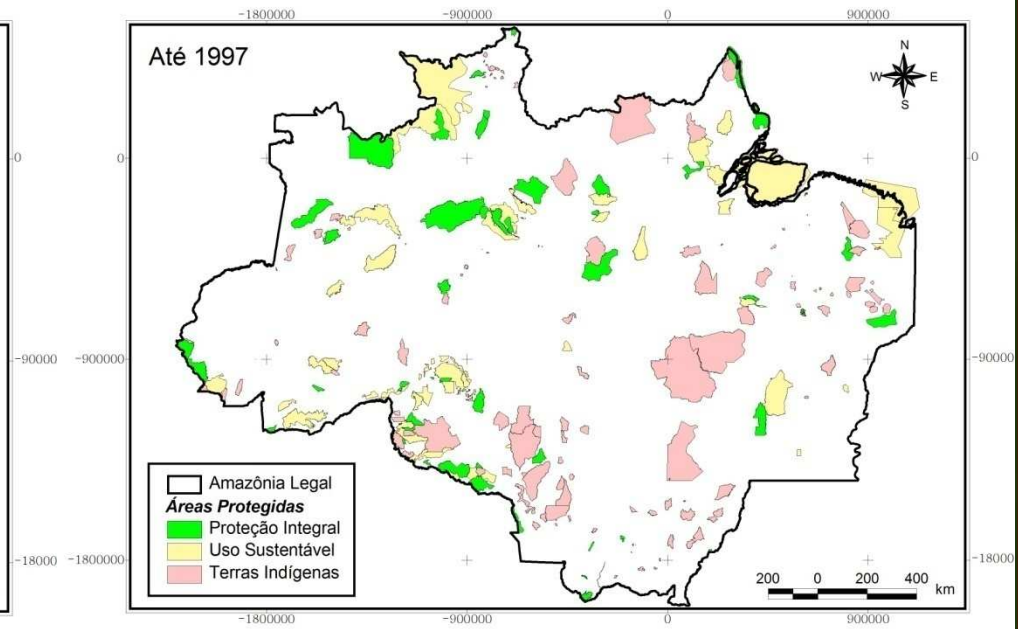 -1800000 -900000 0 900000
Até 1997
N
W E
S
0 0 0
-90000 -900000 -90000
Amazônia Legal
Áreas Protegidas
Proteção Integral
Uso Sustentável
Terras Indígenas
-18000 -1800000 -18000
200 0 200 400 km
-1800000 -900000 0 900000